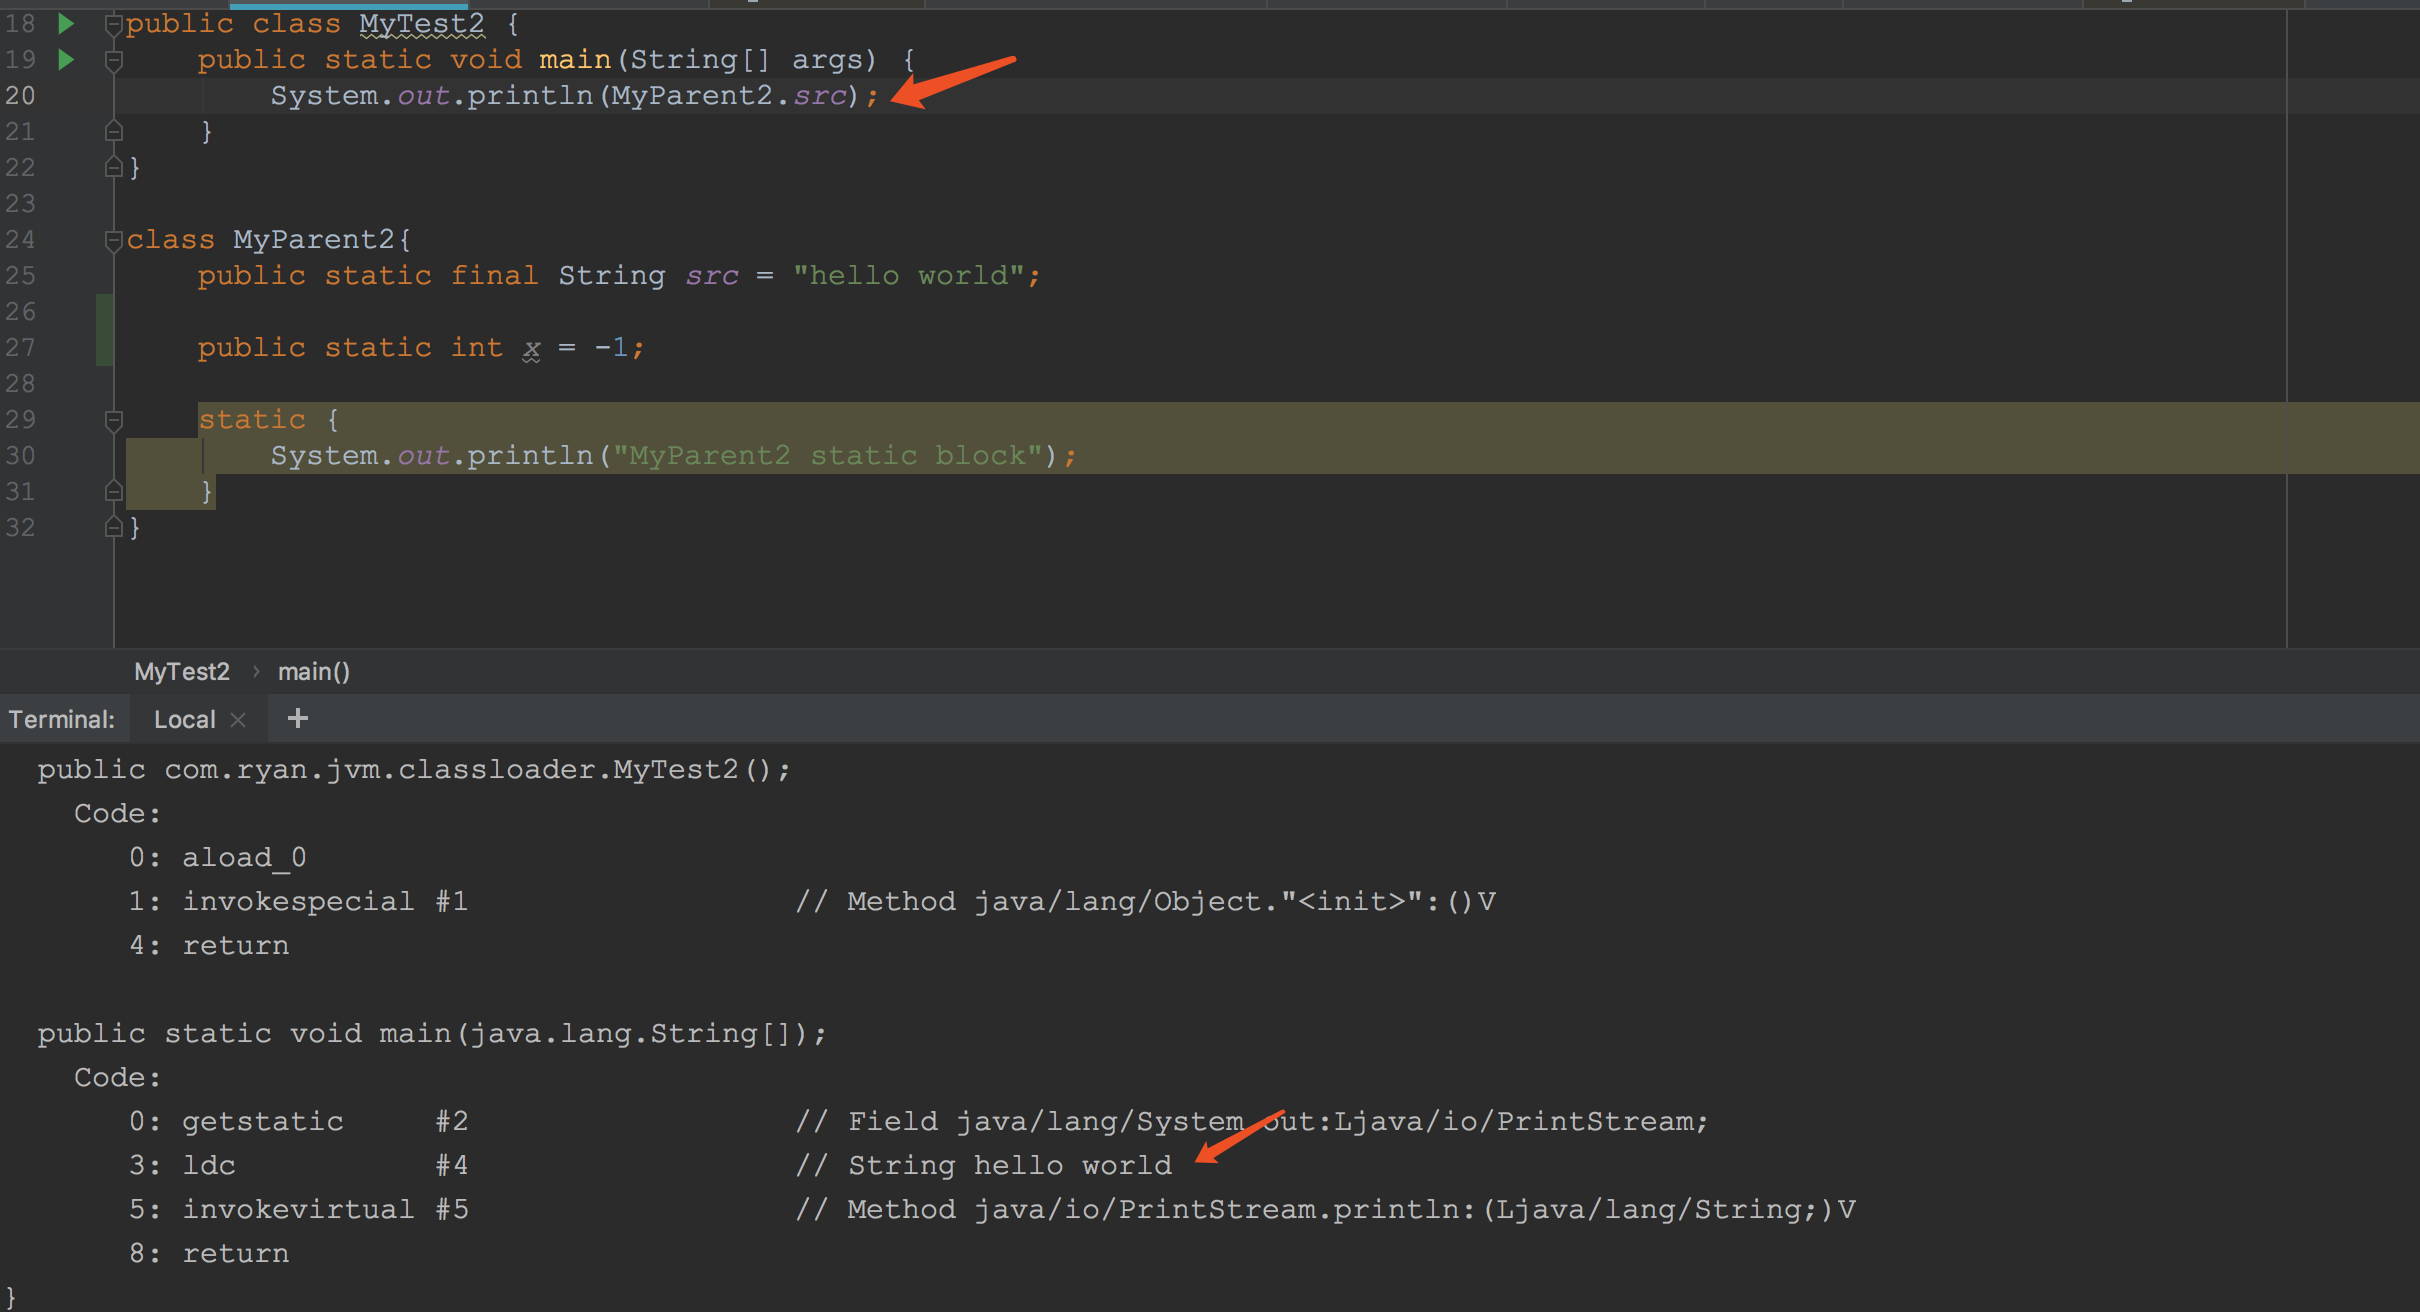 18 public class MyTest2 {
19 public static void main(String[] args) {
20 System.out.println(MyParent2.src);
21 }
22 }
23
24 class MyParent2{
25 public static final String src = "hello world";
26
27 public static int x = -1;
28
29 static {
30 System.out.println("MyParent2 static block");
31 }
32 }
MyTest2 › main()
Terminal: Local × +
public com.ryan.jvm.classloader.MyTest2();
Code:
0: aload_0
1: invokespecial #1 // Method java/lang/Object."<init>":()V
4: return
public static void main(java.lang.String[]);
Code:
0: getstatic #2 // Field java/lang/System.out:Ljava/io/PrintStream;
3: ldc #4 // String hello world
5: invokevirtual #5 // Method java/io/PrintStream.println:(Ljava/lang/String;)V
8: return
}